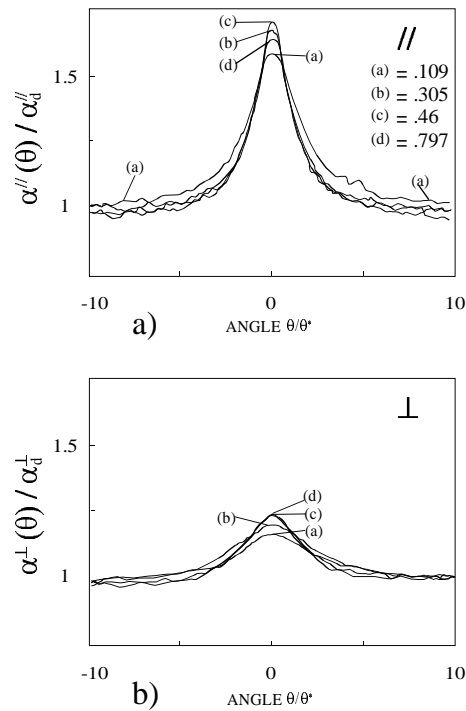 (c)
(b)
(d)
(a)
//
(a) = .109
(b) = .305
(c) = .46
(d) = .797
1.5
1
(a)
(a)
α // (θ) / α d //
-10
0
10
a)
ANGLE θ/θ*
⊥
1.5
(d)
(c)
(b)
(a)
1
α⊥ (θ) / α d ⊥
-10
0
10
b)
ANGLE θ/θ*